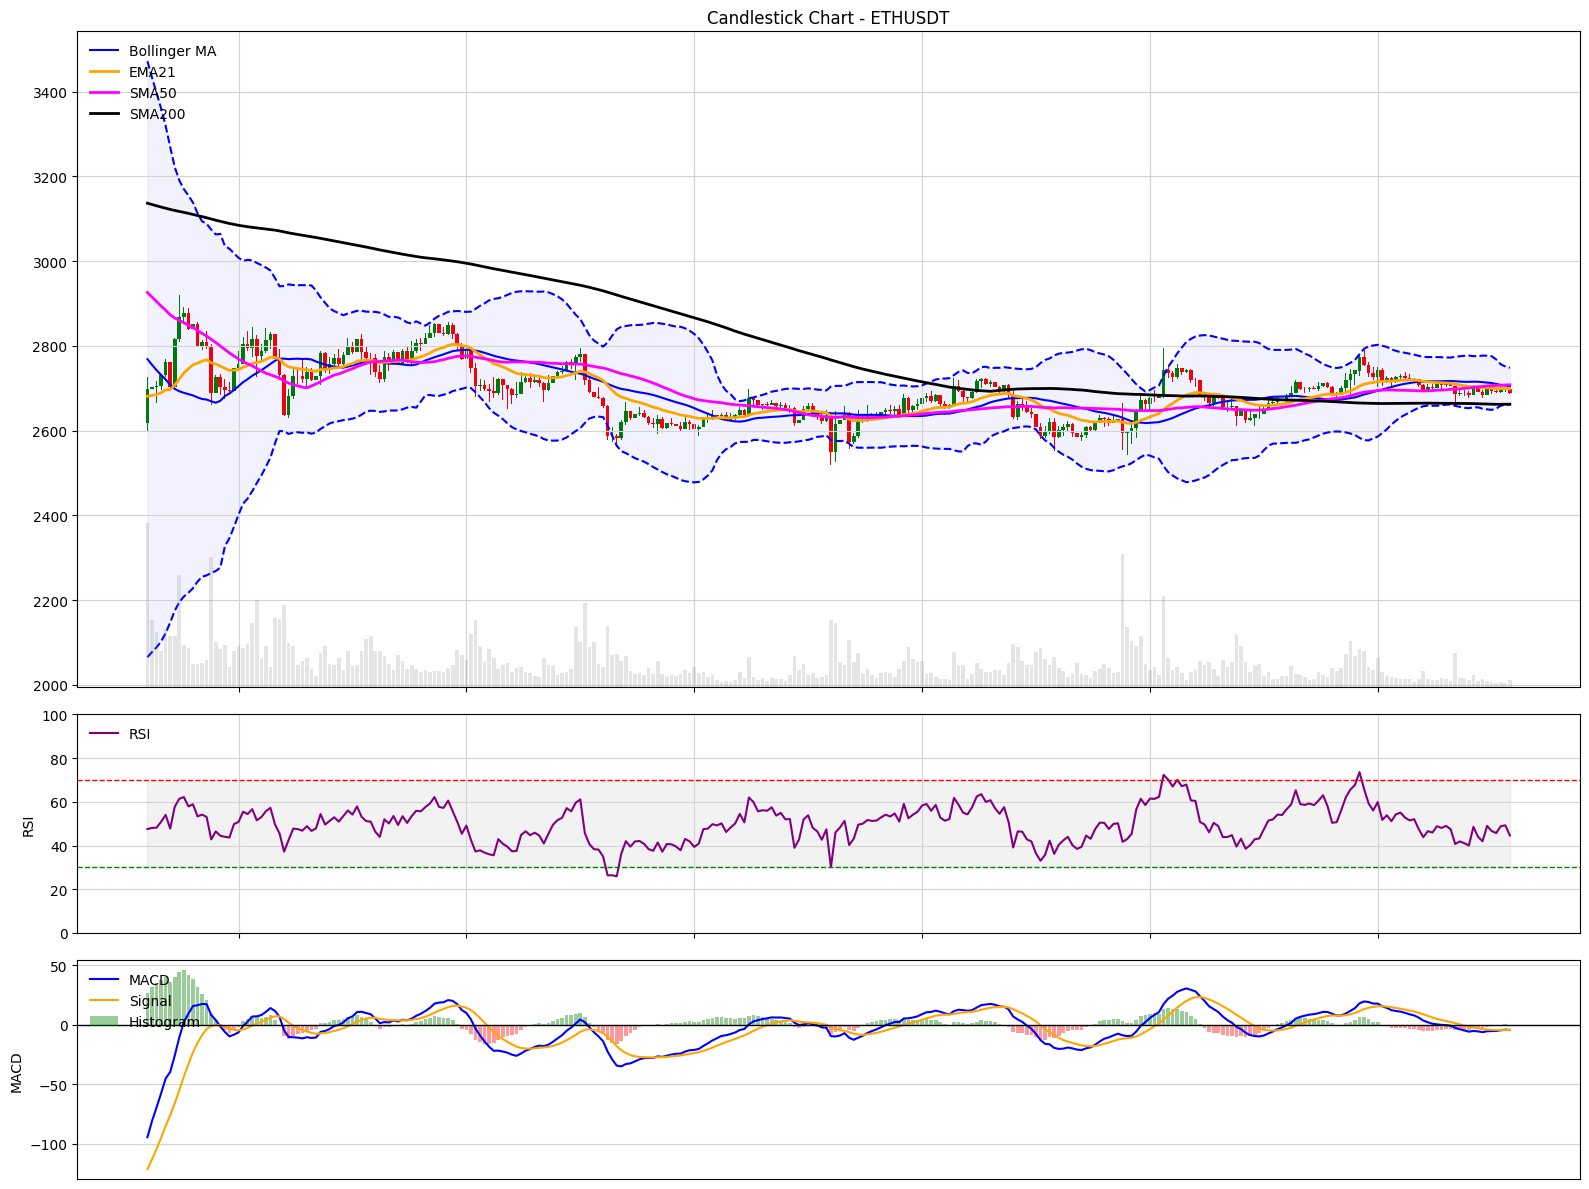 Candlestick Chart - ETHUSDT
Bollinger MA
EMA21
SMA50
SMA200
3400
3200
3000
2800
2600
2400
2200
2000
100
RSI
80
60
RSI
40
20
0
50
MACD
Signal
Histogram
0
MACD
−50
−100